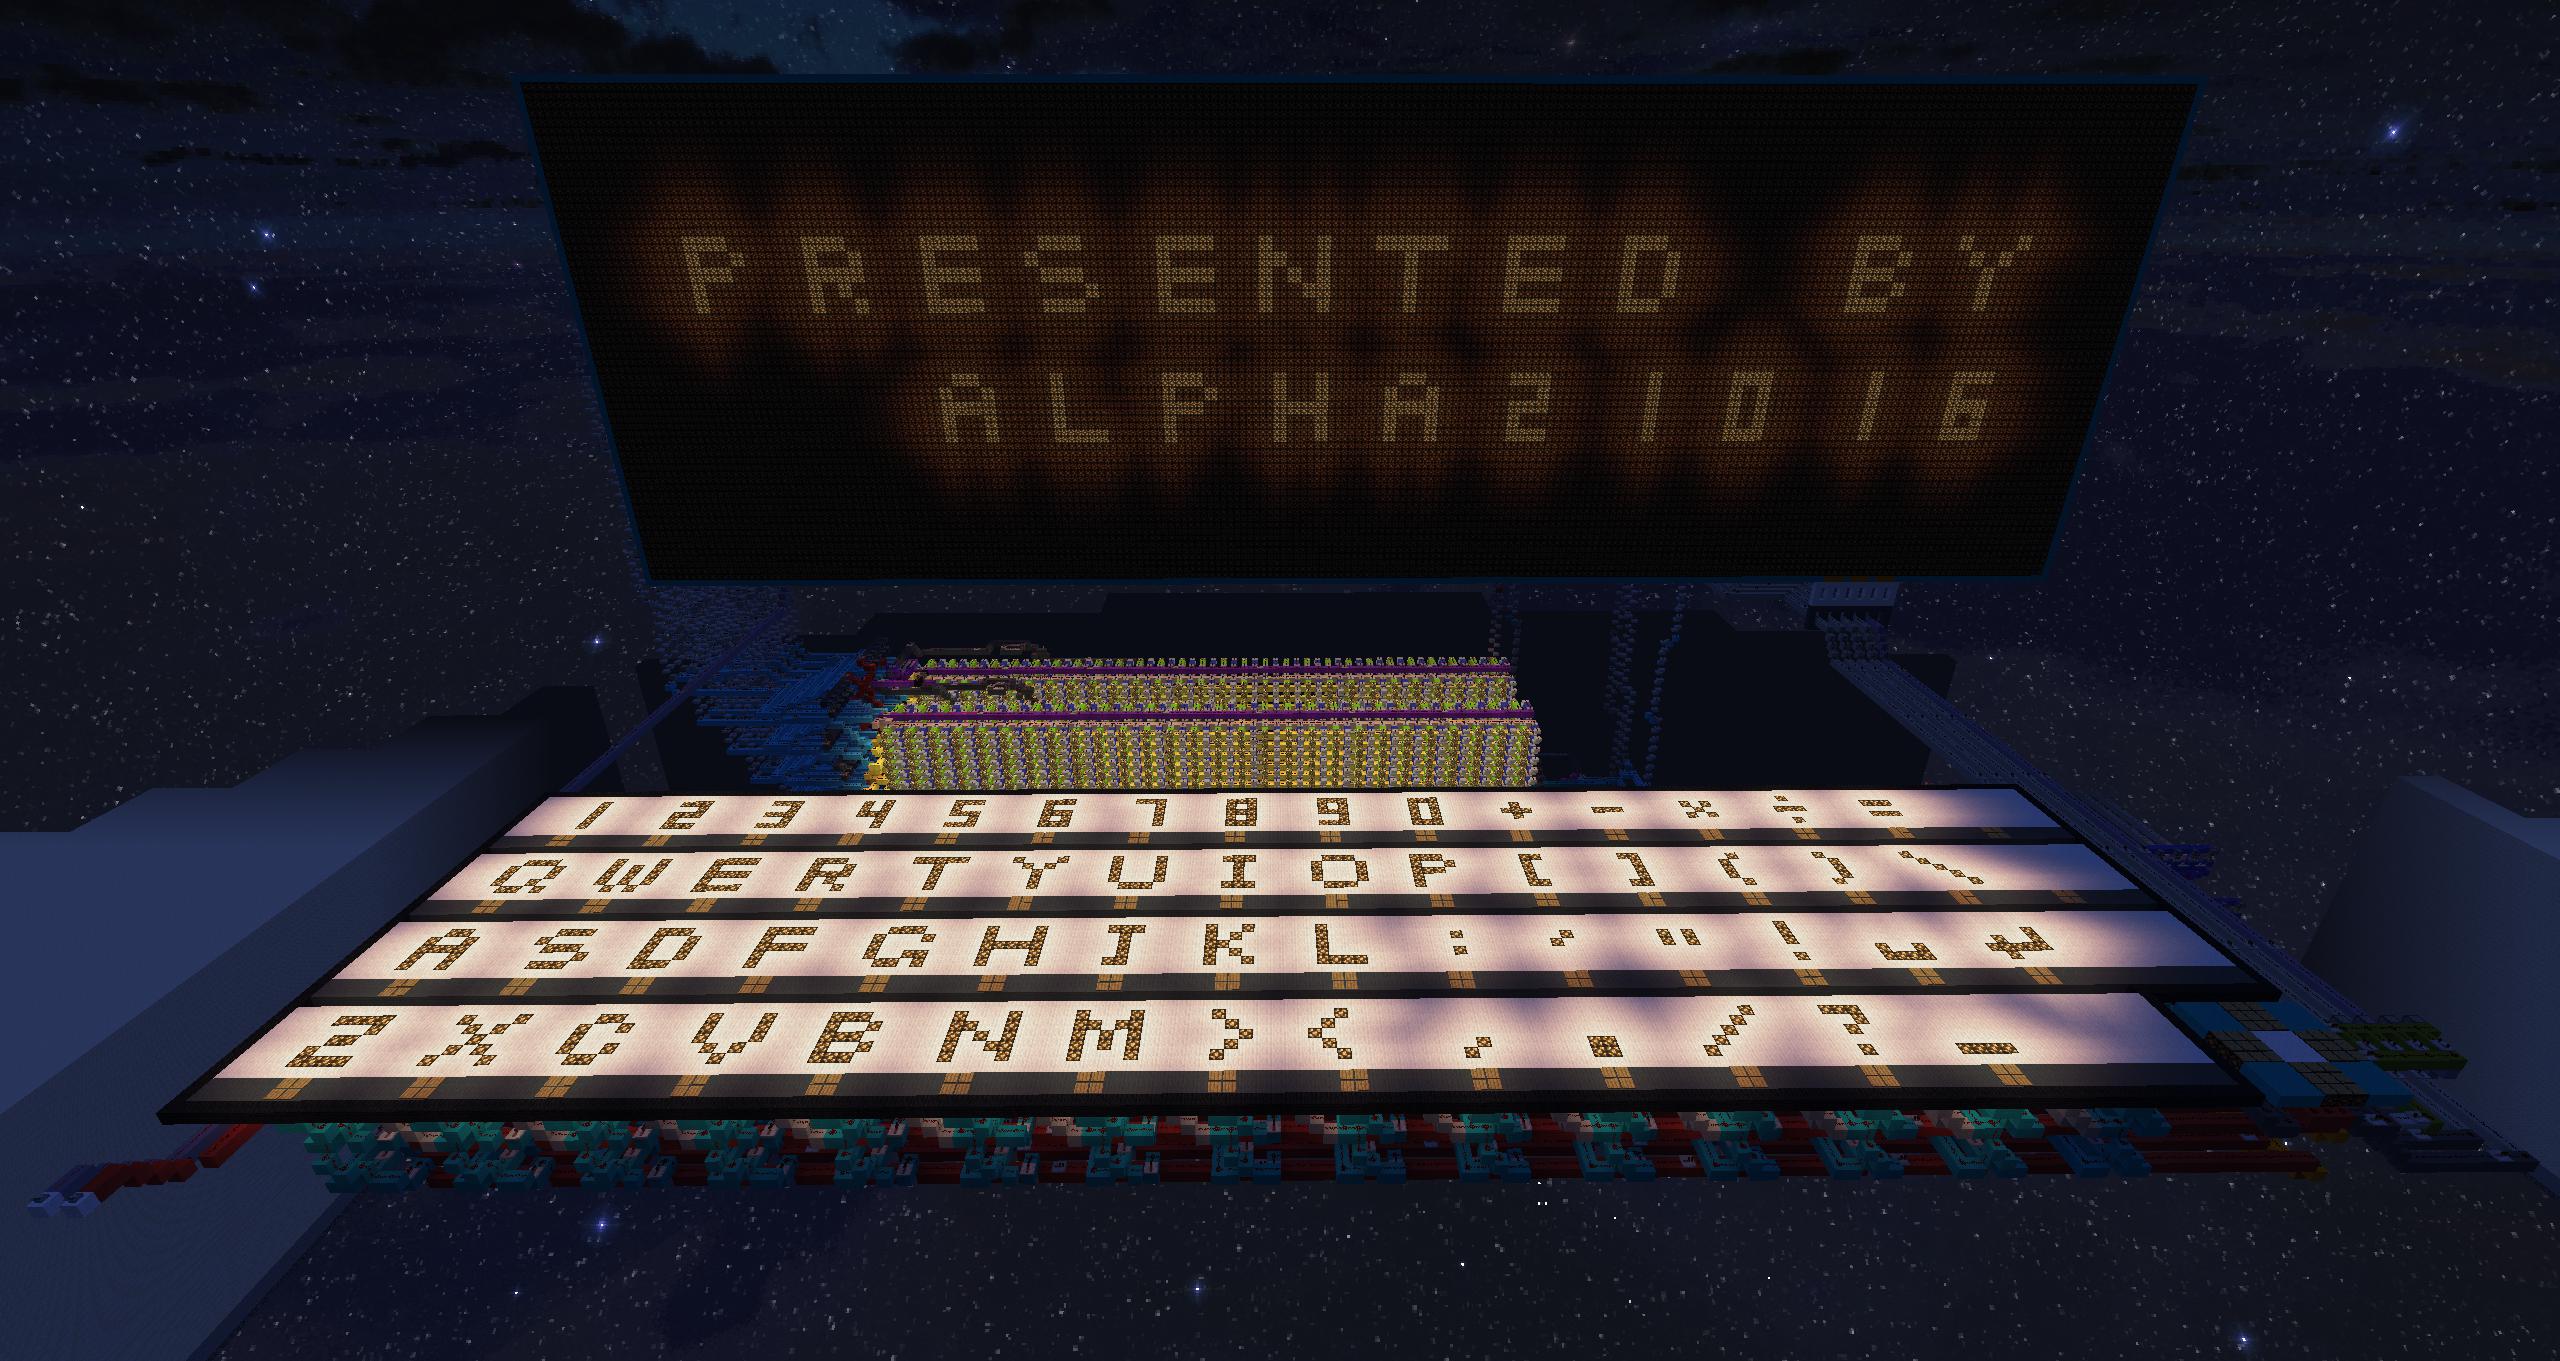 PRESENTED BY
ALPHA21016
1 2 3 4 5 6 7 8 9 0 + - × ÷ =
Q W E R T Y U I O P [ ] ( ) \
A S D F G H I K L : ; " !
Z X C V B N M > < , . / ? _